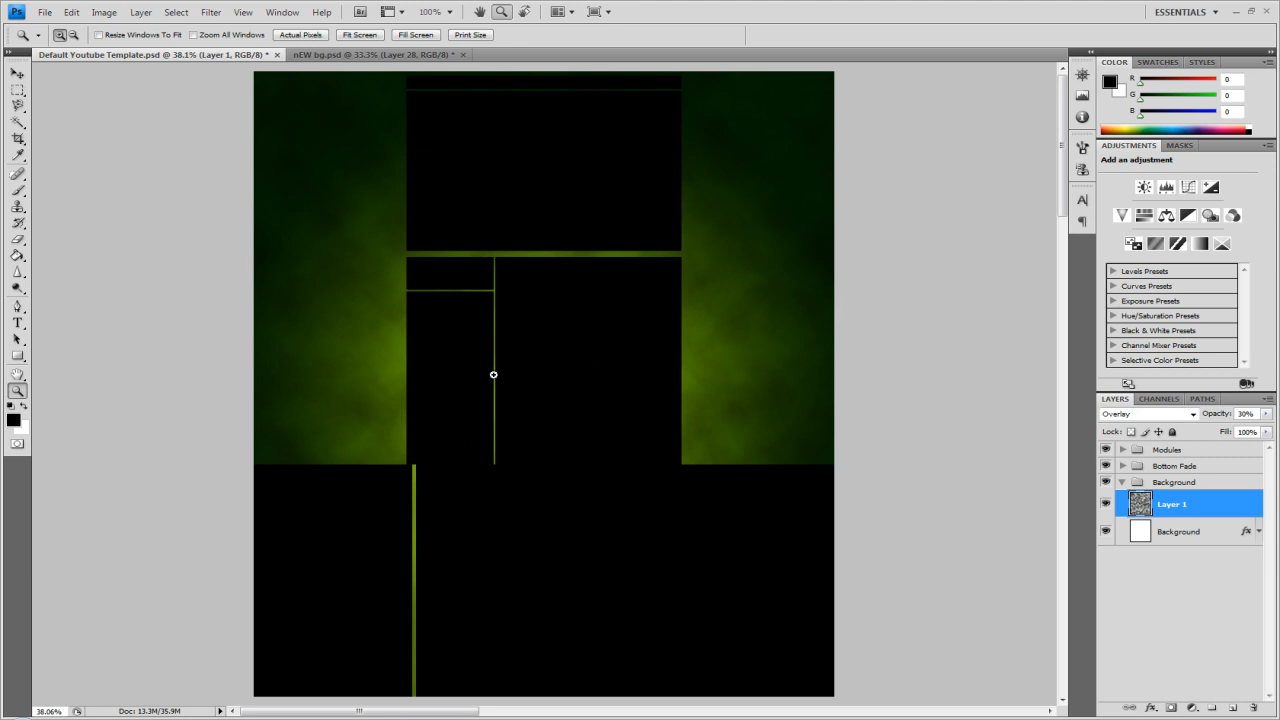 Ps File Edit Image Layer Select Filter View Window Help Br 100% ESSENTIALS
Resize Windows To Fit Zoom All Windows Actual Pixels Fit Screen Fill Screen Print Size
Default Youtube Template.psd @ 38.1% (Layer 1, RGB/8) * nEW bg.psd @ 33.3% (Layer 28, RGB/8) *
COLOR SWATCHES STYLES
R 0
G 0
B 0
ADJUSTMENTS MASKS
Add an adjustment
Levels Presets
Curves Presets
Exposure Presets
Hue/Saturation Presets
Black & White Presets
Channel Mixer Presets
Selective Color Presets
LAYERS CHANNELS PATHS
Overlay Opacity: 30%
Lock: Fill: 100%
Modules
Bottom Fade
Background
Layer 1
Background fx
38.06% Doc: 13.3M/35.9M